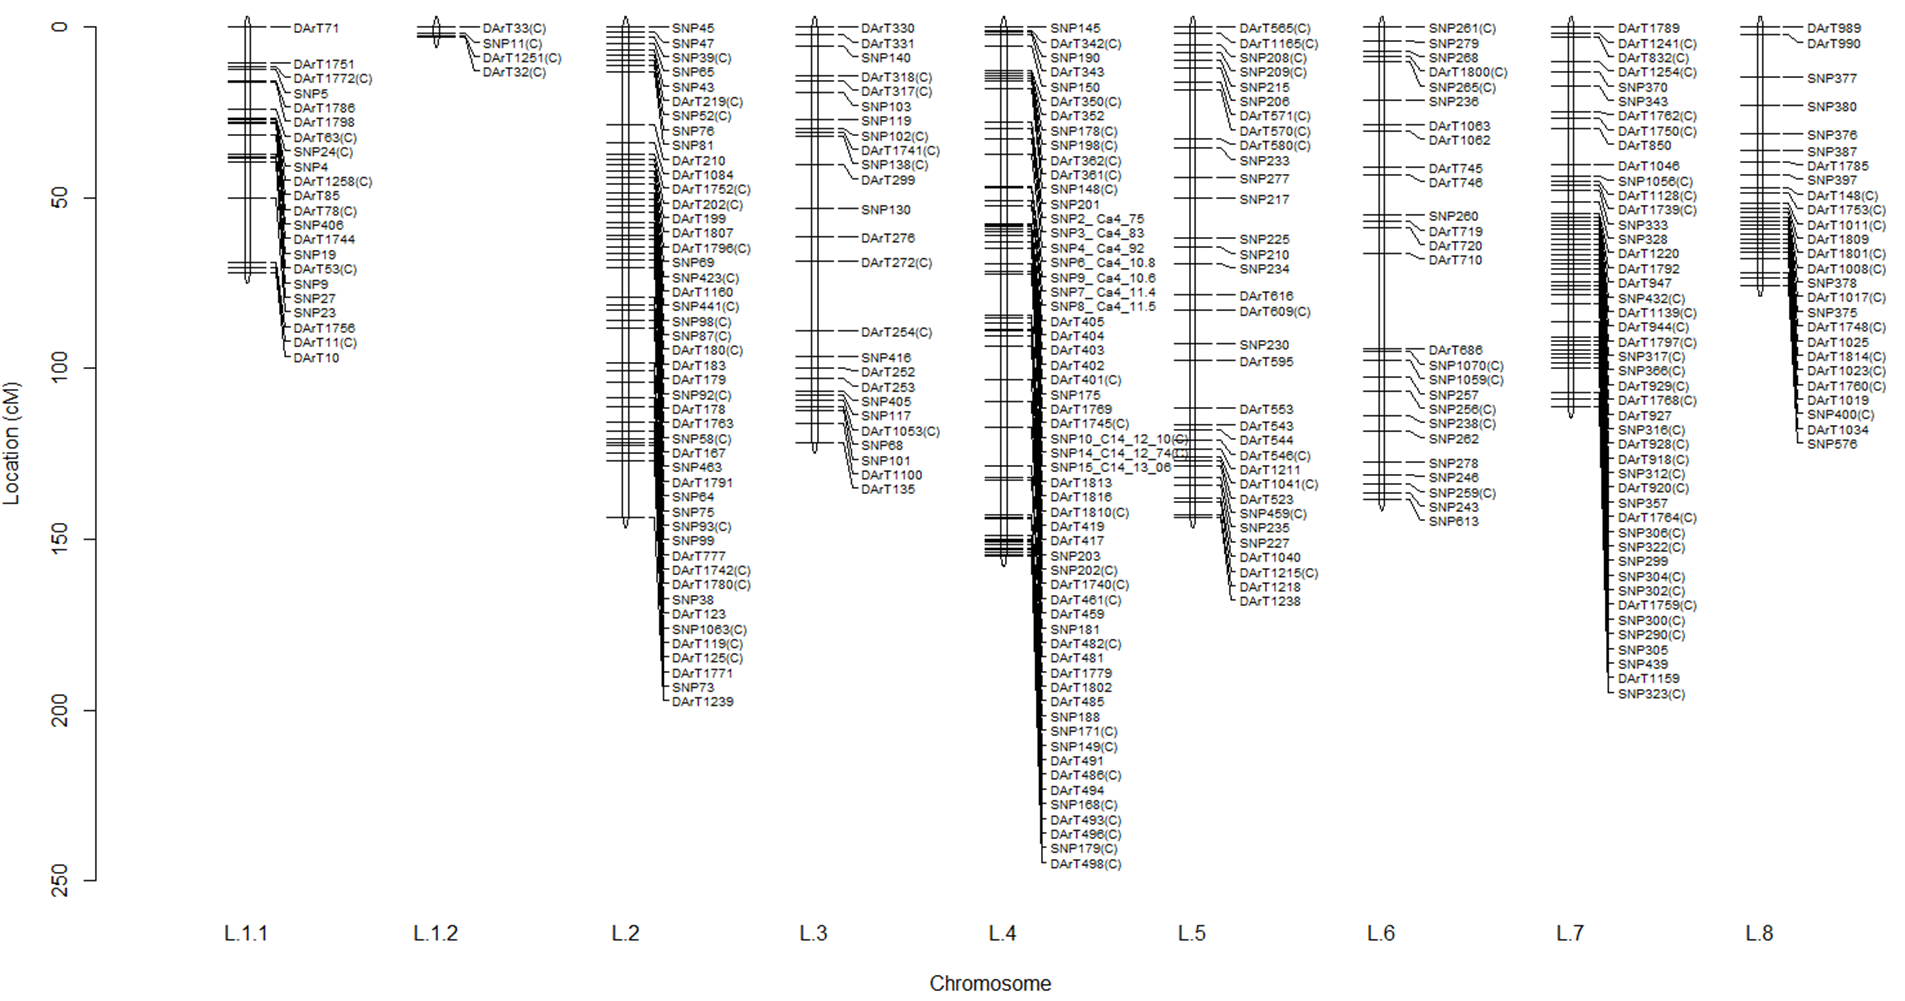 Location (cM)
0
50
100
150
200
250
DArT71
DArT1751
DArT1772(C)
SNP5
DArT1786
DArT1798
DArT63(C)
SNP24(C)
SNP4
DArT1258(C)
DArT85
DArT78(C)
SNP406
DArT1744
SNP19
DArT53(C)
SNP9
SNP27
SNP23
DArT1756
DArT11(C)
DArT10
DArT33(C)
SNP11(C)
DArT1251(C)
DArT32(C)
SNP45
SNP47
SNP39(C)
SNP65
SNP43
DArT219(C)
SNP52(C)
SNP76
SNP81
DArT210
DArT1084
DArT1752(C)
DArT202(C)
DArT199
DArT1807
DArT1796(C)
SNP69
SNP423(C)
DArT1160
SNP441(C)
SNP98(C)
SNP87(C)
DArT180(C)
DArT183
DArT179
SNP92(C)
DArT178
DArT1763
SNP58(C)
DArT167
SNP463
DArT1791
SNP64
SNP75
SNP93(C)
SNP99
DArT777
DArT1742(C)
DArT1780(C)
SNP38
DArT123
SNP1063(C)
DArT119(C)
DArT125(C)
DArT1771
SNP73
DArT1239
DArT330
DArT331
SNP140
DArT318(C)
DArT317(C)
SNP103
SNP119
SNP102(C)
DArT1741(C)
SNP138(C)
DArT299
SNP130
DArT276
DArT272(C)
DArT254(C)
SNP416
DArT252
DArT253
SNP405
SNP117
DArT1053(C)
SNP68
SNP101
DArT1100
DArT135
SNP145
DArT342(C)
SNP190
DArT343
SNP150
DArT350(C)
DArT352
SNP178(C)
SNP198(C)
DArT362(C)
DArT361(C)
SNP148(C)
SNP201
SNP2_ Ca4_75
SNP3_ Ca4_83
SNP4_ Ca4_92
SNP6_ Ca4_10.8
SNP9_ Ca4_10.6
SNP7_ Ca4_11.4
SNP8_ Ca4_11.5
DArT405
DArT404
DArT403
DArT402
DArT401(C)
SNP175
DArT1769
DArT1745(C)
SNP10_C14_12_10(C)
SNP14_C14_12_74(C)
SNP15_C14_13_06
DArT1813
DArT1816
DArT1810(C)
DArT419
DArT417
SNP203
SNP202(C)
DArT1740(C)
DArT461(C)
DArT459
SNP181
DArT482(C)
DArT481
DArT1779
DArT1802
DArT485
SNP188
SNP171(C)
SNP149(C)
DArT491
DArT486(C)
DArT494
SNP168(C)
DArT493(C)
DArT496(C)
SNP179(C)
DArT498(C)
DArT565(C)
DArT1165(C)
SNP208(C)
SNP209(C)
SNP215
SNP206
DArT571(C)
DArT570(C)
DArT580(C)
SNP233
SNP277
SNP217
SNP225
SNP210
SNP234
DArT616
DArT609(C)
SNP230
DArT595
DArT553
DArT543
DArT544
DArT546(C)
DArT1211
DArT1041(C)
DArT523
SNP459(C)
SNP235
SNP227
DArT1040
DArT1215(C)
DArT1218
DArT1238
SNP261(C)
SNP279
SNP268
DArT1800(C)
SNP265(C)
SNP236
DArT1063
DArT1062
DArT745
DArT746
SNP260
DArT719
DArT720
DArT710
DArT686
SNP1070(C)
SNP1059(C)
SNP257
SNP256(C)
SNP238(C)
SNP262
SNP278
SNP246
SNP259(C)
SNP243
SNP613
DArT1789
DArT1241(C)
DArT832(C)
DArT1254(C)
SNP370
SNP343
DArT1762(C)
DArT1750(C)
DArT850
DArT1046
SNP1056(C)
DArT1128(C)
DArT1739(C)
SNP333
SNP328
DArT1220
DArT1792
DArT947
SNP432(C)
DArT1139(C)
DArT944(C)
DArT1797(C)
SNP317(C)
SNP366(C)
DArT929(C)
DArT1768(C)
DArT927
SNP316(C)
DArT928(C)
DArT918(C)
SNP312(C)
DArT920(C)
SNP357
DArT1764(C)
SNP306(C)
SNP322(C)
SNP299
SNP304(C)
SNP302(C)
DArT1759(C)
SNP300(C)
SNP290(C)
SNP305
SNP439
DArT1159
SNP323(C)
DArT989
DArT990
SNP377
SNP380
SNP376
SNP387
DArT1785
SNP397
DArT148(C)
DArT1753(C)
DArT1011(C)
DArT1809
DArT1801(C)
DArT1008(C)
SNP378
DArT1017(C)
SNP375
DArT1748(C)
DArT1025
DArT1814(C)
DArT1023(C)
DArT1760(C)
DArT1019
SNP400(C)
DArT1034
SNP576
L.1.1
L.1.2
L.2
L.3
L.4
L.5
L.6
L.7
L.8
Chromosome